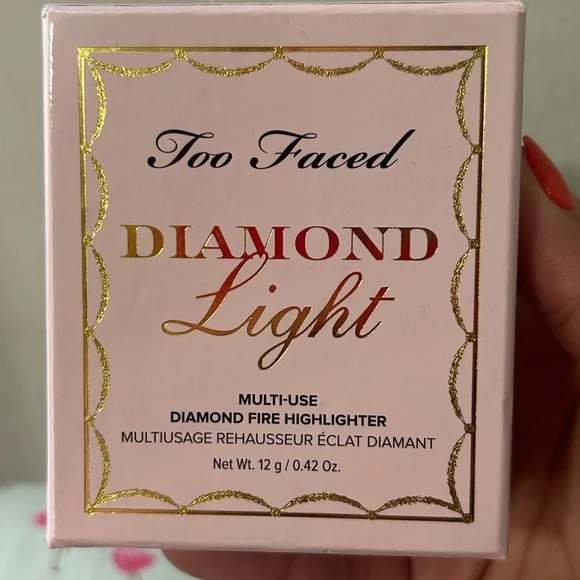 Too Faced
DIAMOND
Light
MULTI-USE
DIAMOND FIRE HIGHLIGHTER
MULTIUSAGE REHAUSSEUR ÉCLAT DIAMANT
Net Wt. 12 g / 0.42 Oz.